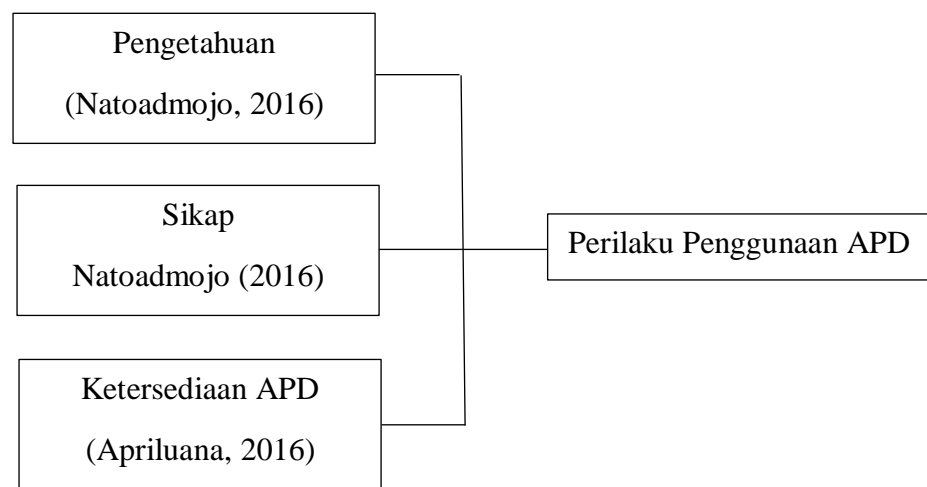 Pengetahuan
(Natoadmojo, 2016)
Sikap
Natoadmojo (2016)
Perilaku Penggunaan APD
Ketersediaan APD
(Apriluana, 2016)